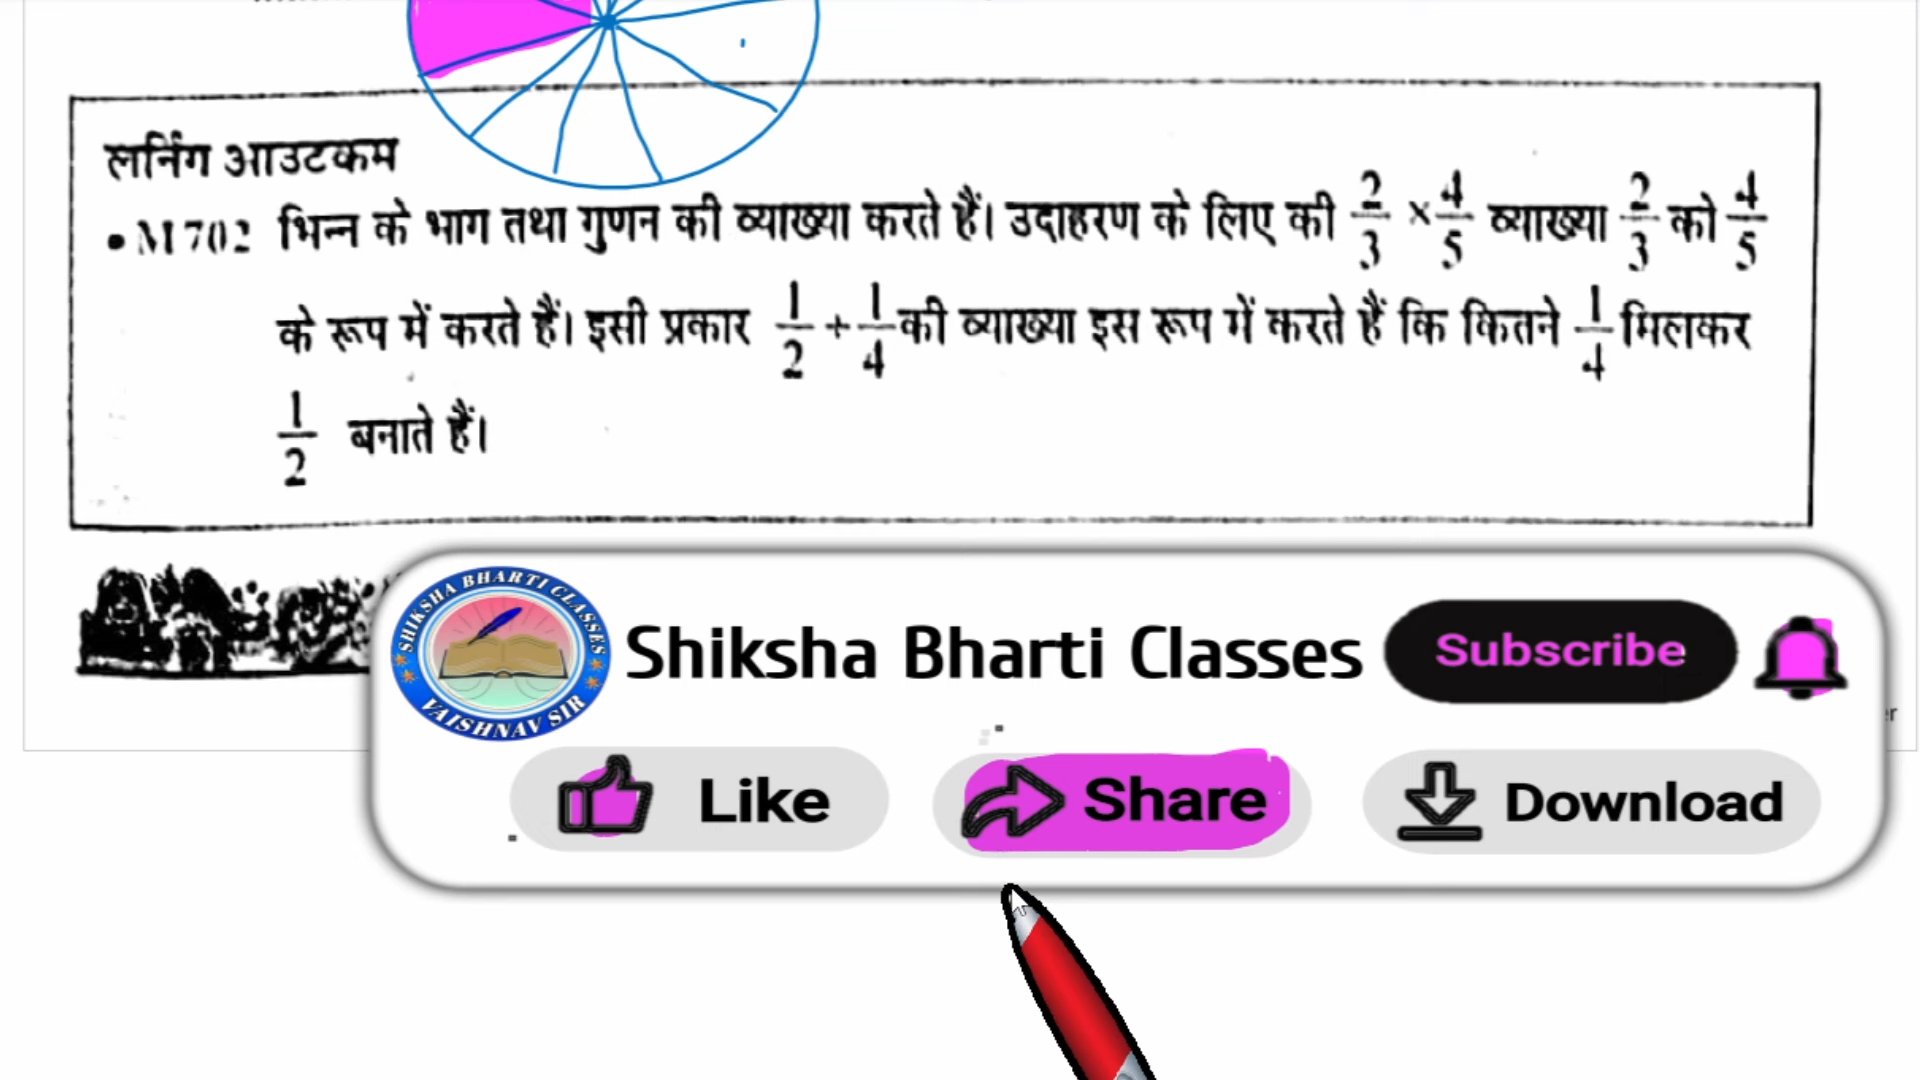 लर्निंग आउटकम
• M702 भिन्न के भाग तथा गुणन की व्याख्या करते हैं। उदाहरण के लिए की 2/3 × 4/5 व्याख्या 2/3 को 4/5
के रूप में करते हैं। इसी प्रकार 1/2 ÷ 1/4 की व्याख्या इस रूप में करते हैं कि कितने 1/4 मिलकर
1/2 बनाते हैं।
SHIKSHA BHARTI CLASSES
VAISHNAV SIR
Shiksha Bharti Classes
Subscribe
Like
Share
Download